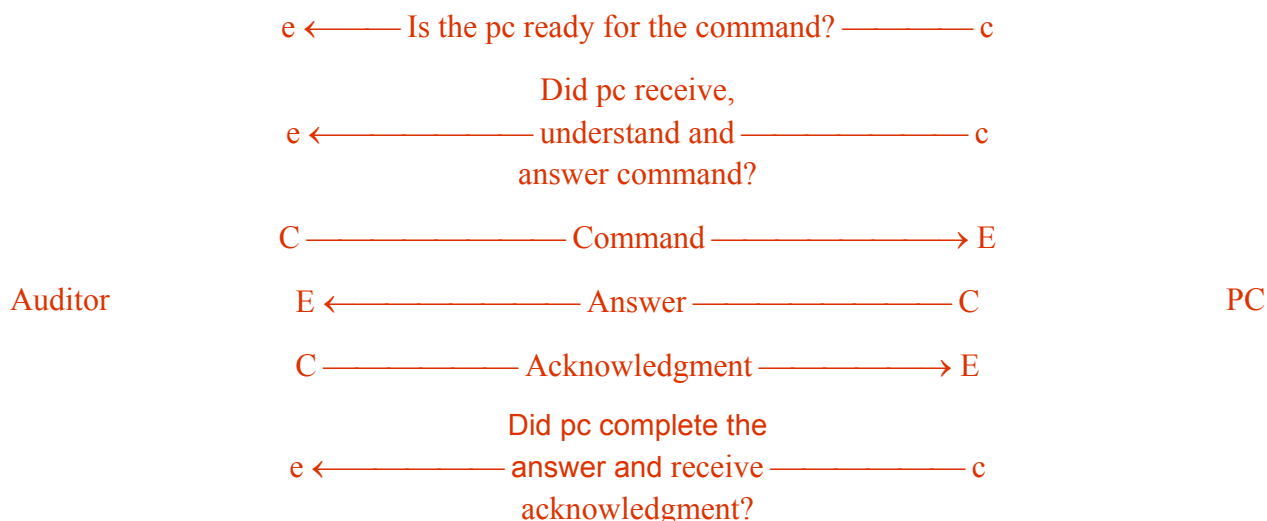 e ← Is the pc ready for the command? — c
Did pc receive,
e ← understand and — c
answer command?
C — Command → E
Auditor E ← Answer — C PC
C — Acknowledgment → E
Did pc complete the
e ← answer and receive — c
acknowledgment?